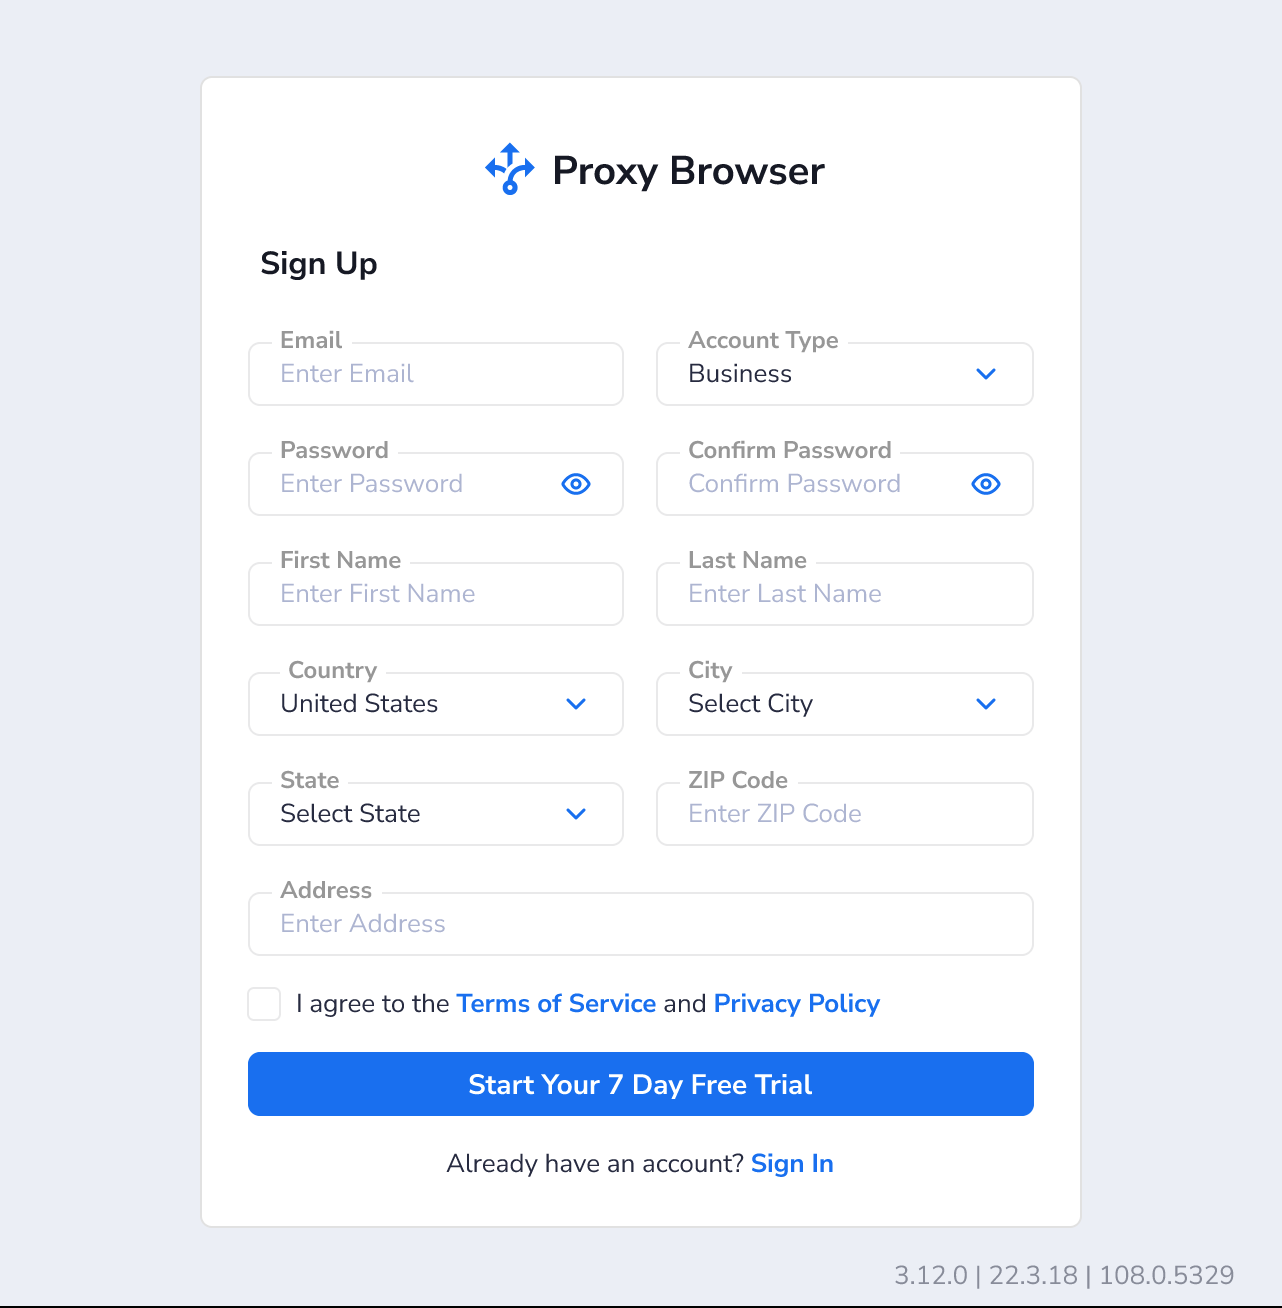 Proxy Browser
Sign Up
Email
Enter Email
Account Type
Business
Password
Enter Password
Confirm Password
Confirm Password
First Name
Enter First Name
Last Name
Enter Last Name
Country
United States
City
Select City
State
Select State
ZIP Code
Enter ZIP Code
Address
Enter Address
I agree to the Terms of Service and Privacy Policy
Start Your 7 Day Free Trial
Already have an account? Sign In
3.12.0 | 22.3.18 | 108.0.5329